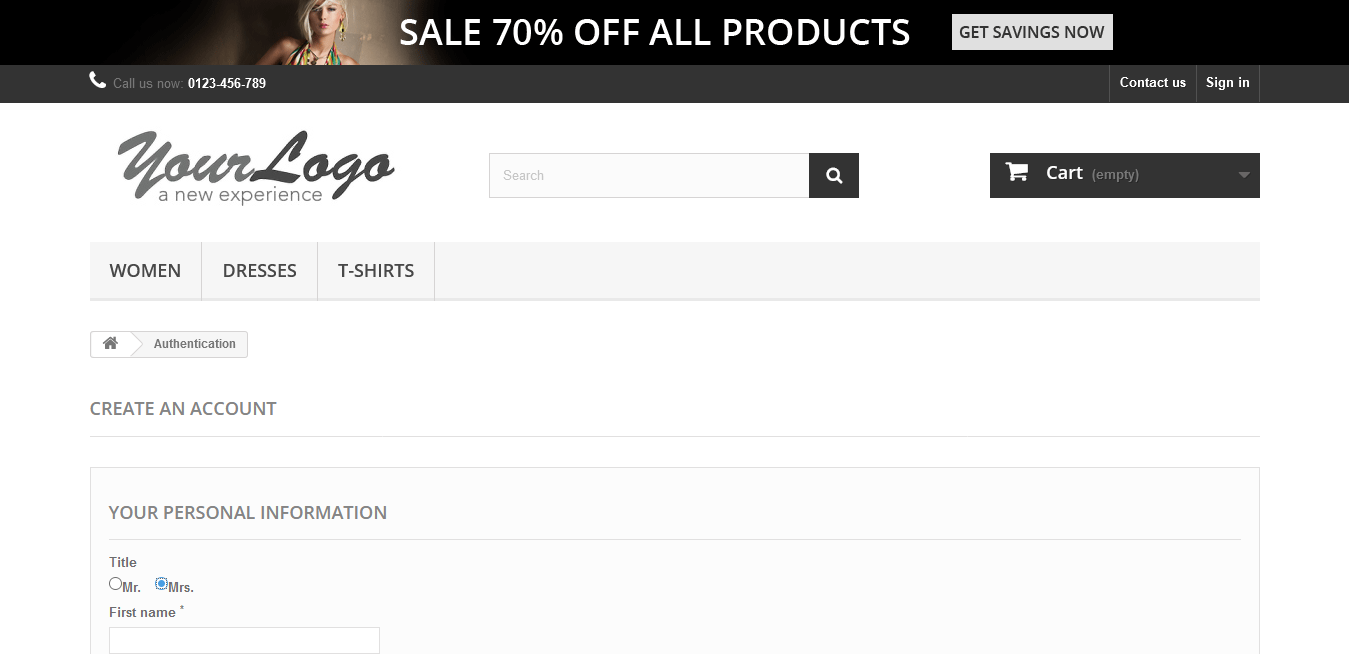 SALE 70% OFF ALL PRODUCTS GET SAVINGS NOW
Call us now: 0123-456-789 Contact us Sign in
YourLogo
a new experience
Search
Cart (empty)
WOMEN DRESSES T-SHIRTS
Authentication
CREATE AN ACCOUNT
YOUR PERSONAL INFORMATION
Title
Mr. Mrs.
First name *